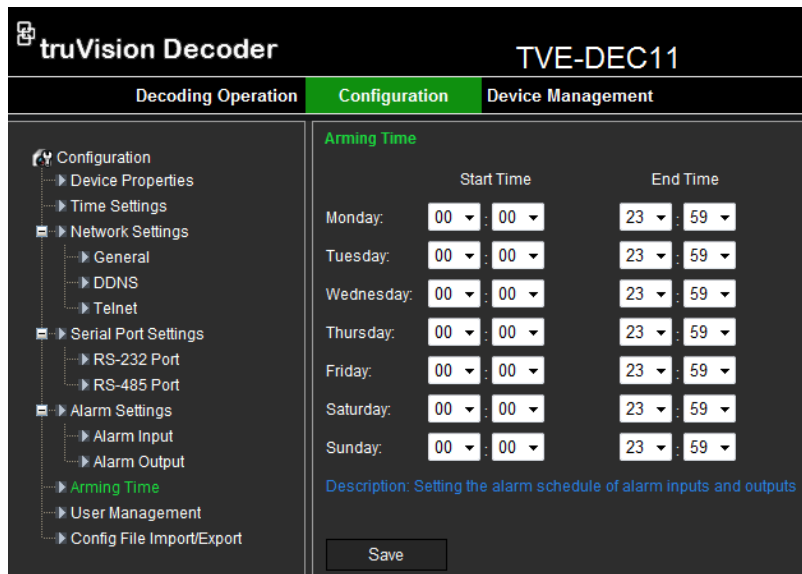 truVision Decoder
TVE-DEC11
Decoding Operation
Configuration
Device Management
Configuration
Device Properties
Time Settings
Network Settings
General
DDNS
Telnet
Serial Port Settings
RS-232 Port
RS-485 Port
Alarm Settings
Alarm Input
Alarm Output
Arming Time
User Management
Config File Import/Export
Arming Time
Start Time End Time
Monday: 00 : 00 23 : 59
Tuesday: 00 : 00 23 : 59
Wednesday: 00 : 00 23 : 59
Thursday: 00 : 00 23 : 59
Friday: 00 : 00 23 : 59
Saturday: 00 : 00 23 : 59
Sunday: 00 : 00 23 : 59
Description: Setting the alarm schedule of alarm inputs and outputs
Save